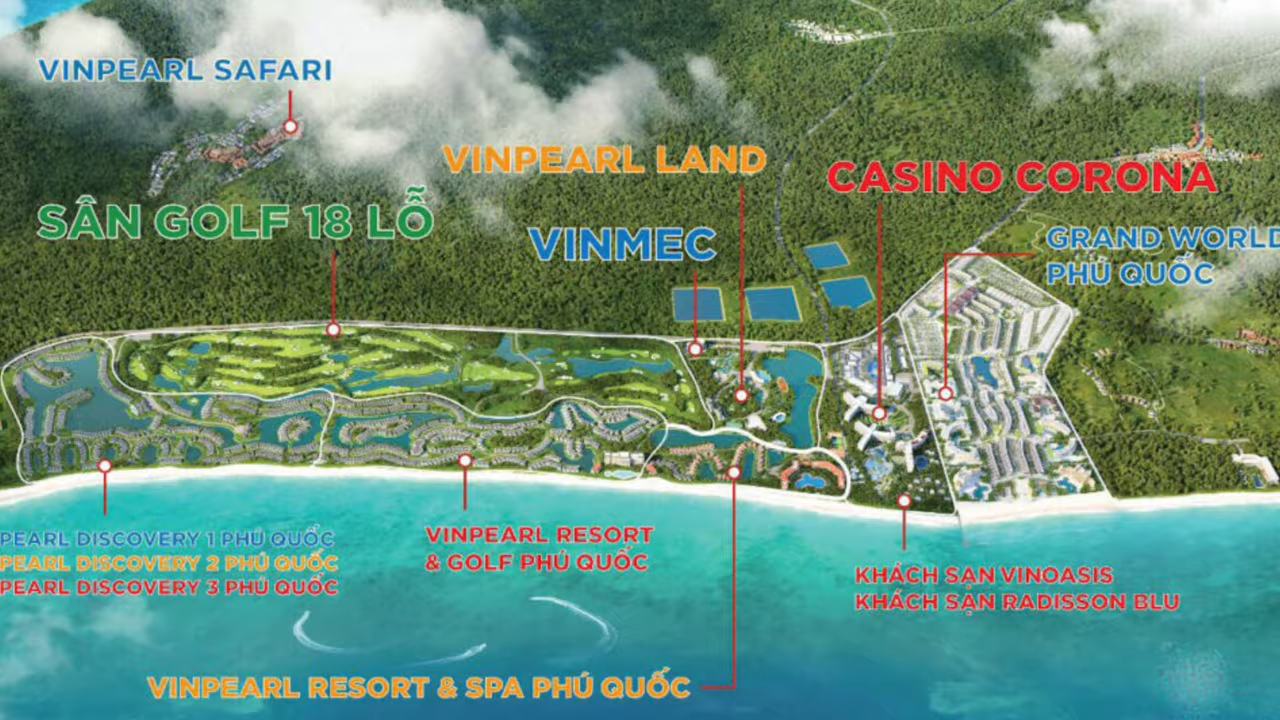 VINPEARL SAFARI
VINPEARL LAND
CASINO CORONA
SÂN GOLF 18 LỖ
VINMEC
GRAND WORLD
PHÚ QUỐC
PEARL DISCOVERY 1 PHÚ QUỐC
PEARL DISCOVERY 2 PHÚ QUỐC
PEARL DISCOVERY 3 PHÚ QUỐC
VINPEARL RESORT
& GOLF PHÚ QUỐC
KHÁCH SẠN VINOASIS
KHÁCH SẠN RADISSON BLU
VINPEARL RESORT & SPA PHÚ QUỐC